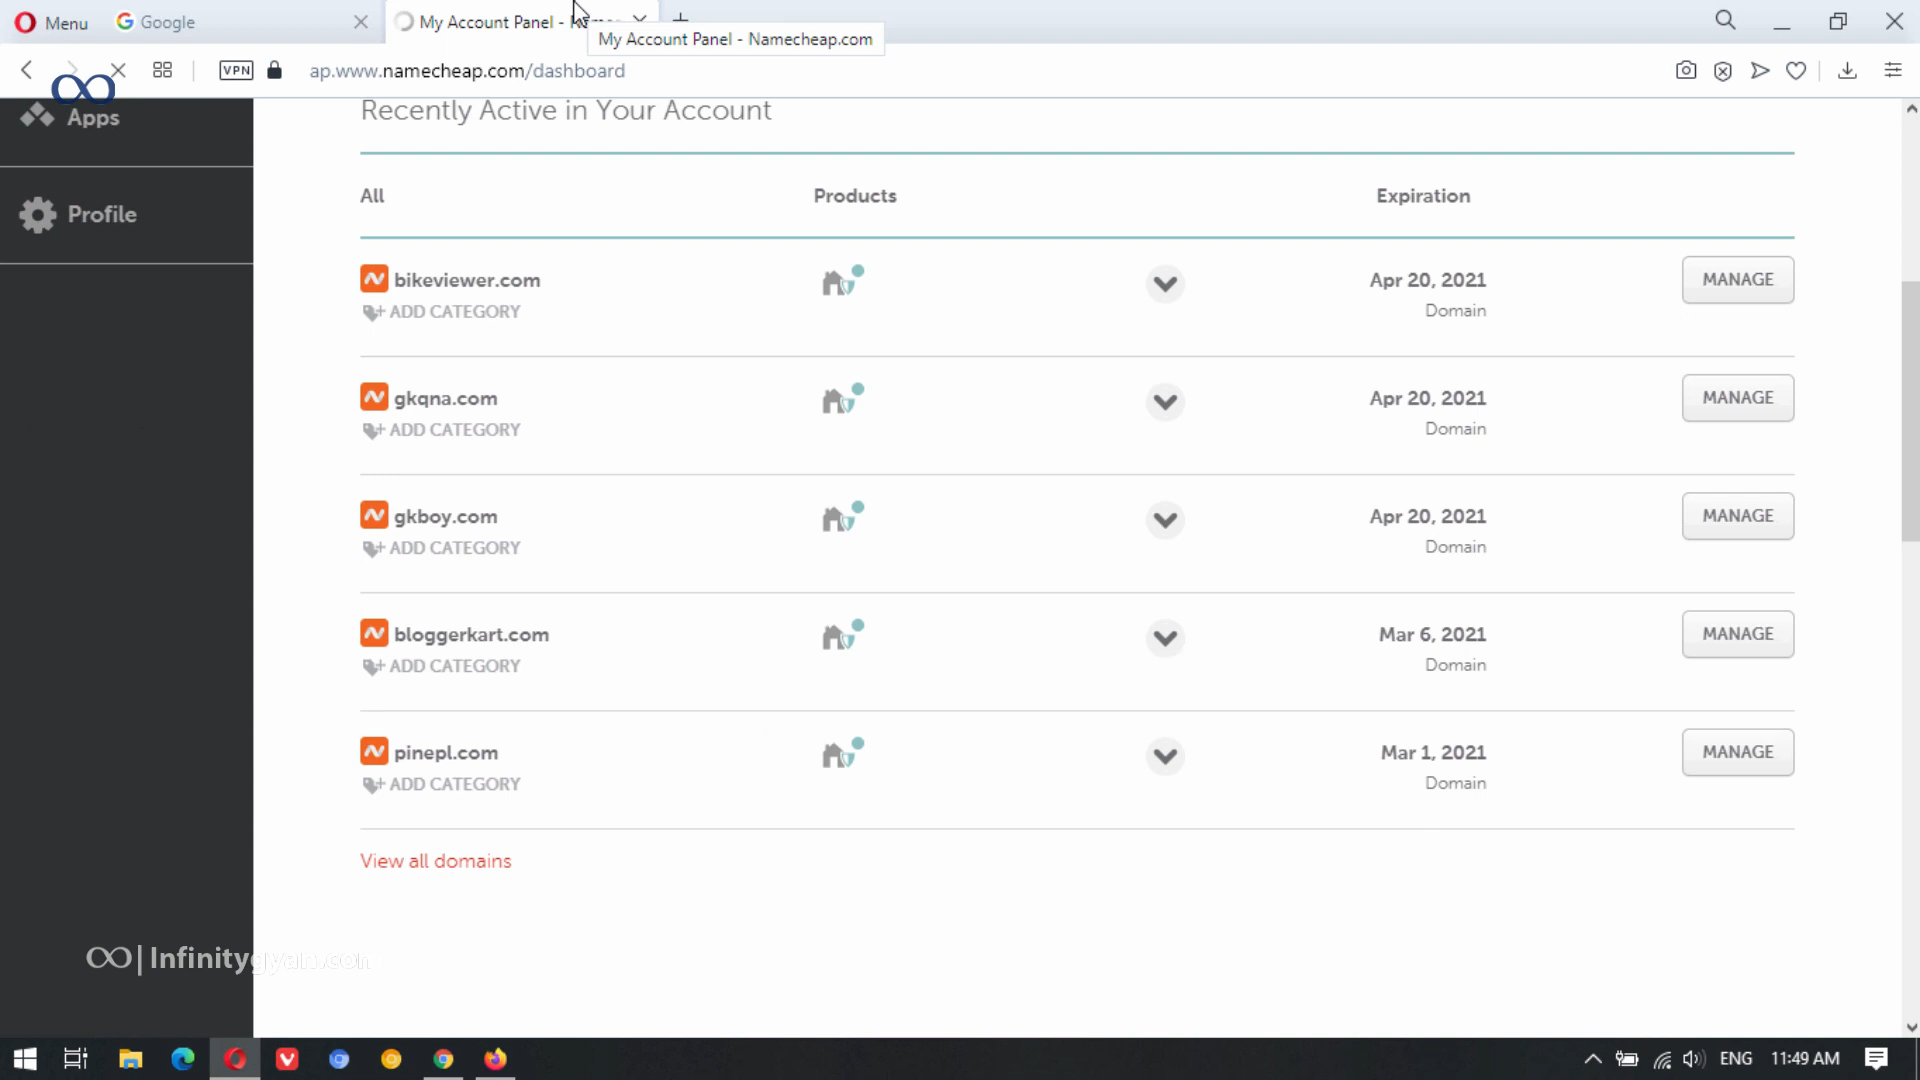 Menu
Google
My Account Panel -
My Account Panel - Namecheap.com
VPN
ap.www.namecheap.com/dashboard
Apps
Profile
Recently Active in Your Account
All Products Expiration
bikeviewer.com Apr 20, 2021 MANAGE
ADD CATEGORY Domain
gkqna.com Apr 20, 2021 MANAGE
ADD CATEGORY Domain
gkboy.com Apr 20, 2021 MANAGE
ADD CATEGORY Domain
bloggerkart.com Mar 6, 2021 MANAGE
ADD CATEGORY Domain
pinepl.com Mar 1, 2021 MANAGE
ADD CATEGORY Domain
View all domains
Infinitygyan.com
ENG 11:49 AM